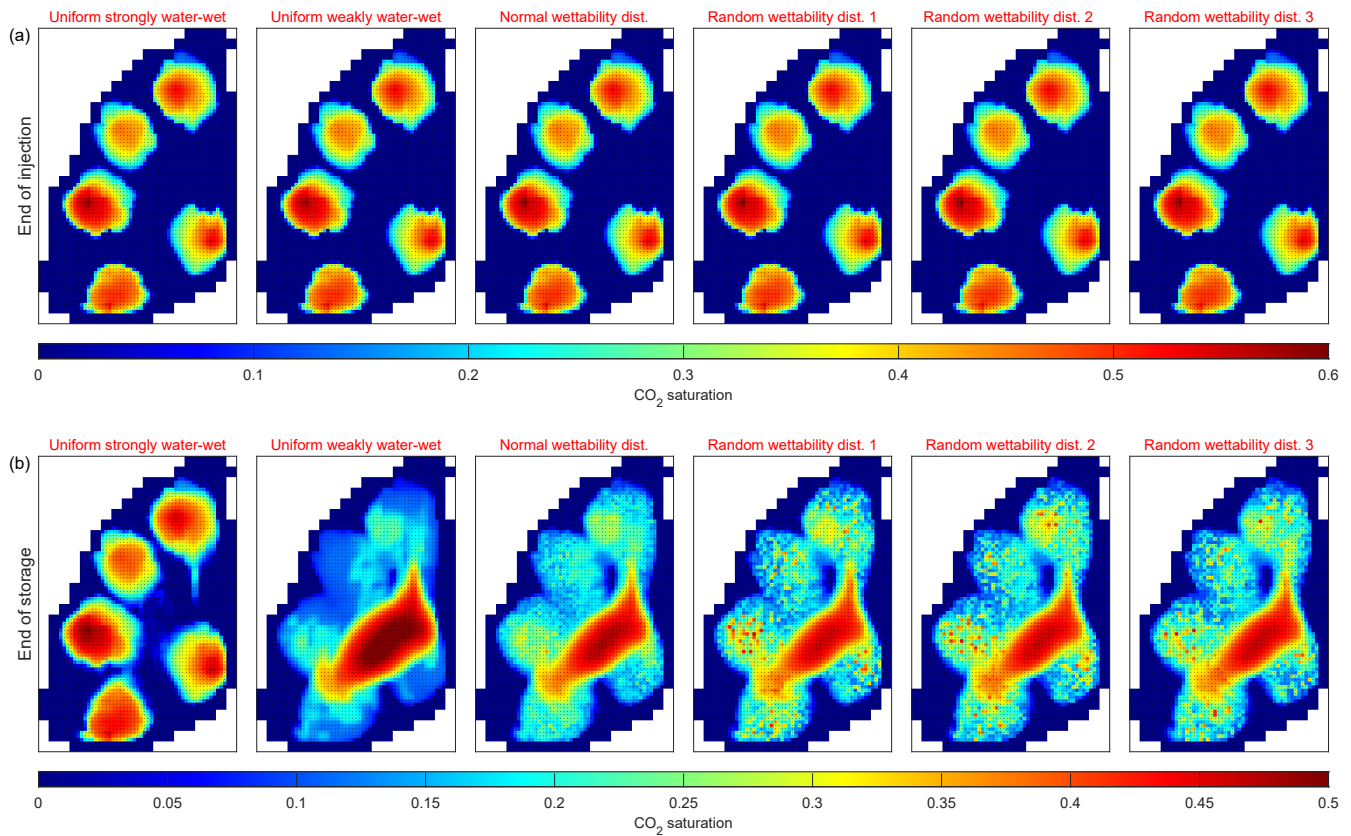 Uniform strongly water-wet Uniform weakly water-wet Normal wettability dist. Random wettability dist. 1 Random wettability dist. 2 Random wettability dist. 3
(a)
End of injection
0 0.1 0.2 0.3 0.4 0.5 0.6
CO2 saturation
Uniform strongly water-wet Uniform weakly water-wet Normal wettability dist. Random wettability dist. 1 Random wettability dist. 2 Random wettability dist. 3
(b)
End of storage
0 0.05 0.1 0.15 0.2 0.25 0.3 0.35 0.4 0.45 0.5
CO2 saturation